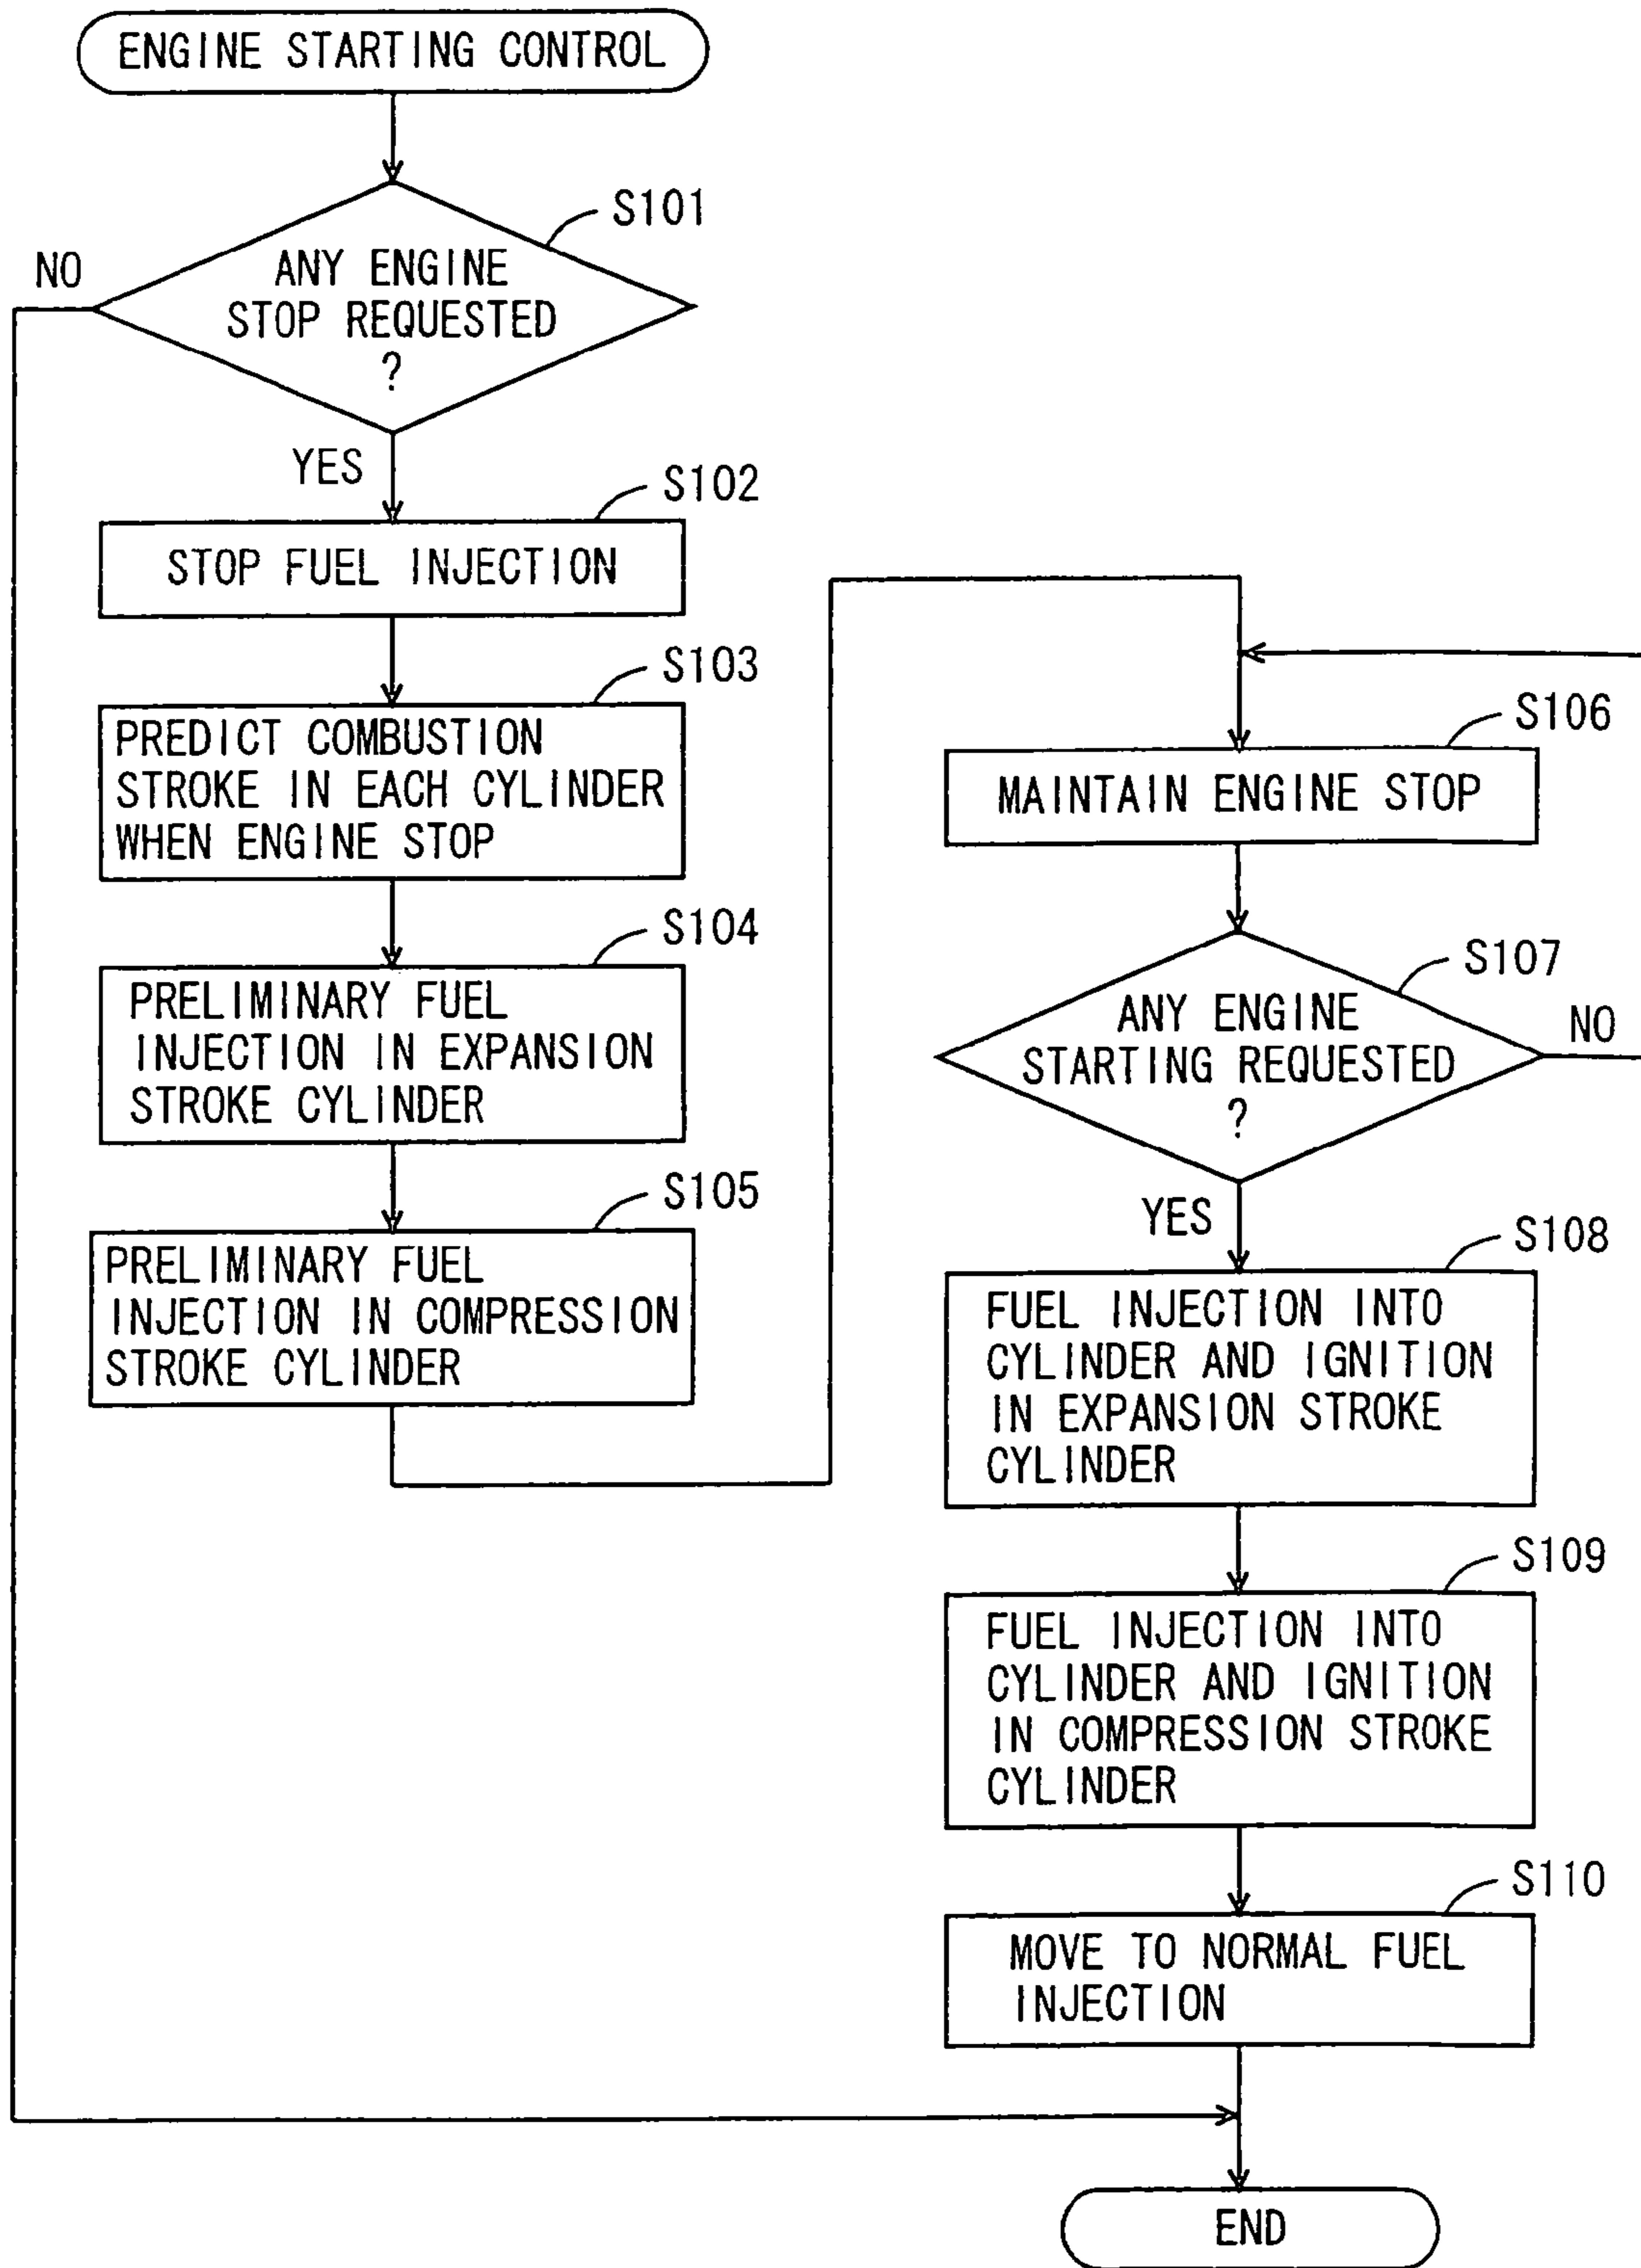 ENGINE STARTING CONTROL
S101
NO
ANY ENGINE
STOP REQUESTED
?
YES
S102
STOP FUEL INJECTION
S103
PREDICT COMBUSTION
STROKE IN EACH CYLINDER
WHEN ENGINE STOP
S104
PRELIMINARY FUEL
INJECTION IN EXPANSION
STROKE CYLINDER
S105
PRELIMINARY FUEL
INJECTION IN COMPRESSION
STROKE CYLINDER
S106
MAINTAIN ENGINE STOP
S107
ANY ENGINE
STARTING REQUESTED
?
NO
YES
S108
FUEL INJECTION INTO
CYLINDER AND IGNITION
IN EXPANSION STROKE
CYLINDER
S109
FUEL INJECTION INTO
CYLINDER AND IGNITION
IN COMPRESSION STROKE
CYLINDER
S110
MOVE TO NORMAL FUEL
INJECTION
END